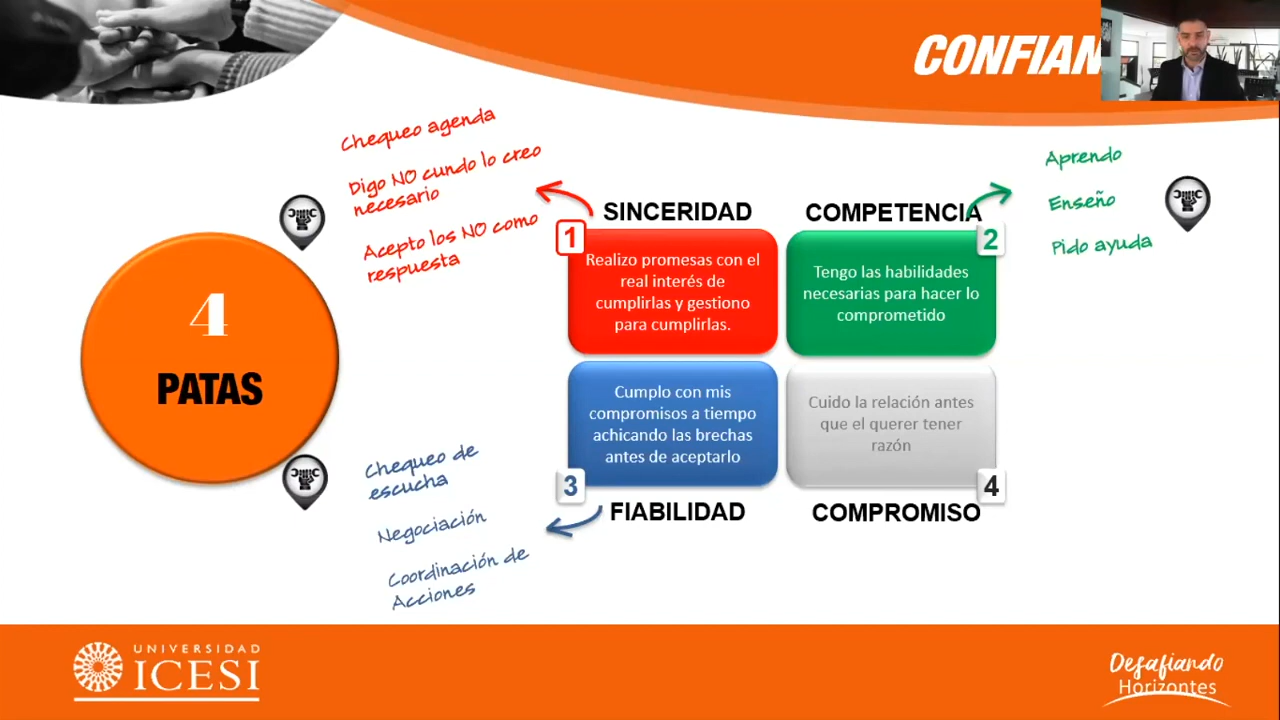 CONFIAN
Chequeo agenda
Digo NO cundo lo creo
necesario
Acepto los NO como
respuesta
Aprendo
Enseño
Pido ayuda
4
PATAS
SINCERIDAD
1
Realizo promesas con el
real interés de
cumplirlas y gestiono
para cumplirlas.
COMPETENCIA
2
Tengo las habilidades
necesarias para hacer lo
comprometido
Cumplo con mis
compromisos a tiempo
achicando las brechas
antes de aceptarlo
3
FIABILIDAD
Cuido la relación antes
que el querer tener
razón
4
COMPROMISO
Chequeo de
escucha
Negociación
Coordinación de
Acciones
UNIVERSIDAD
ICESI
Desafiando
Horizontes